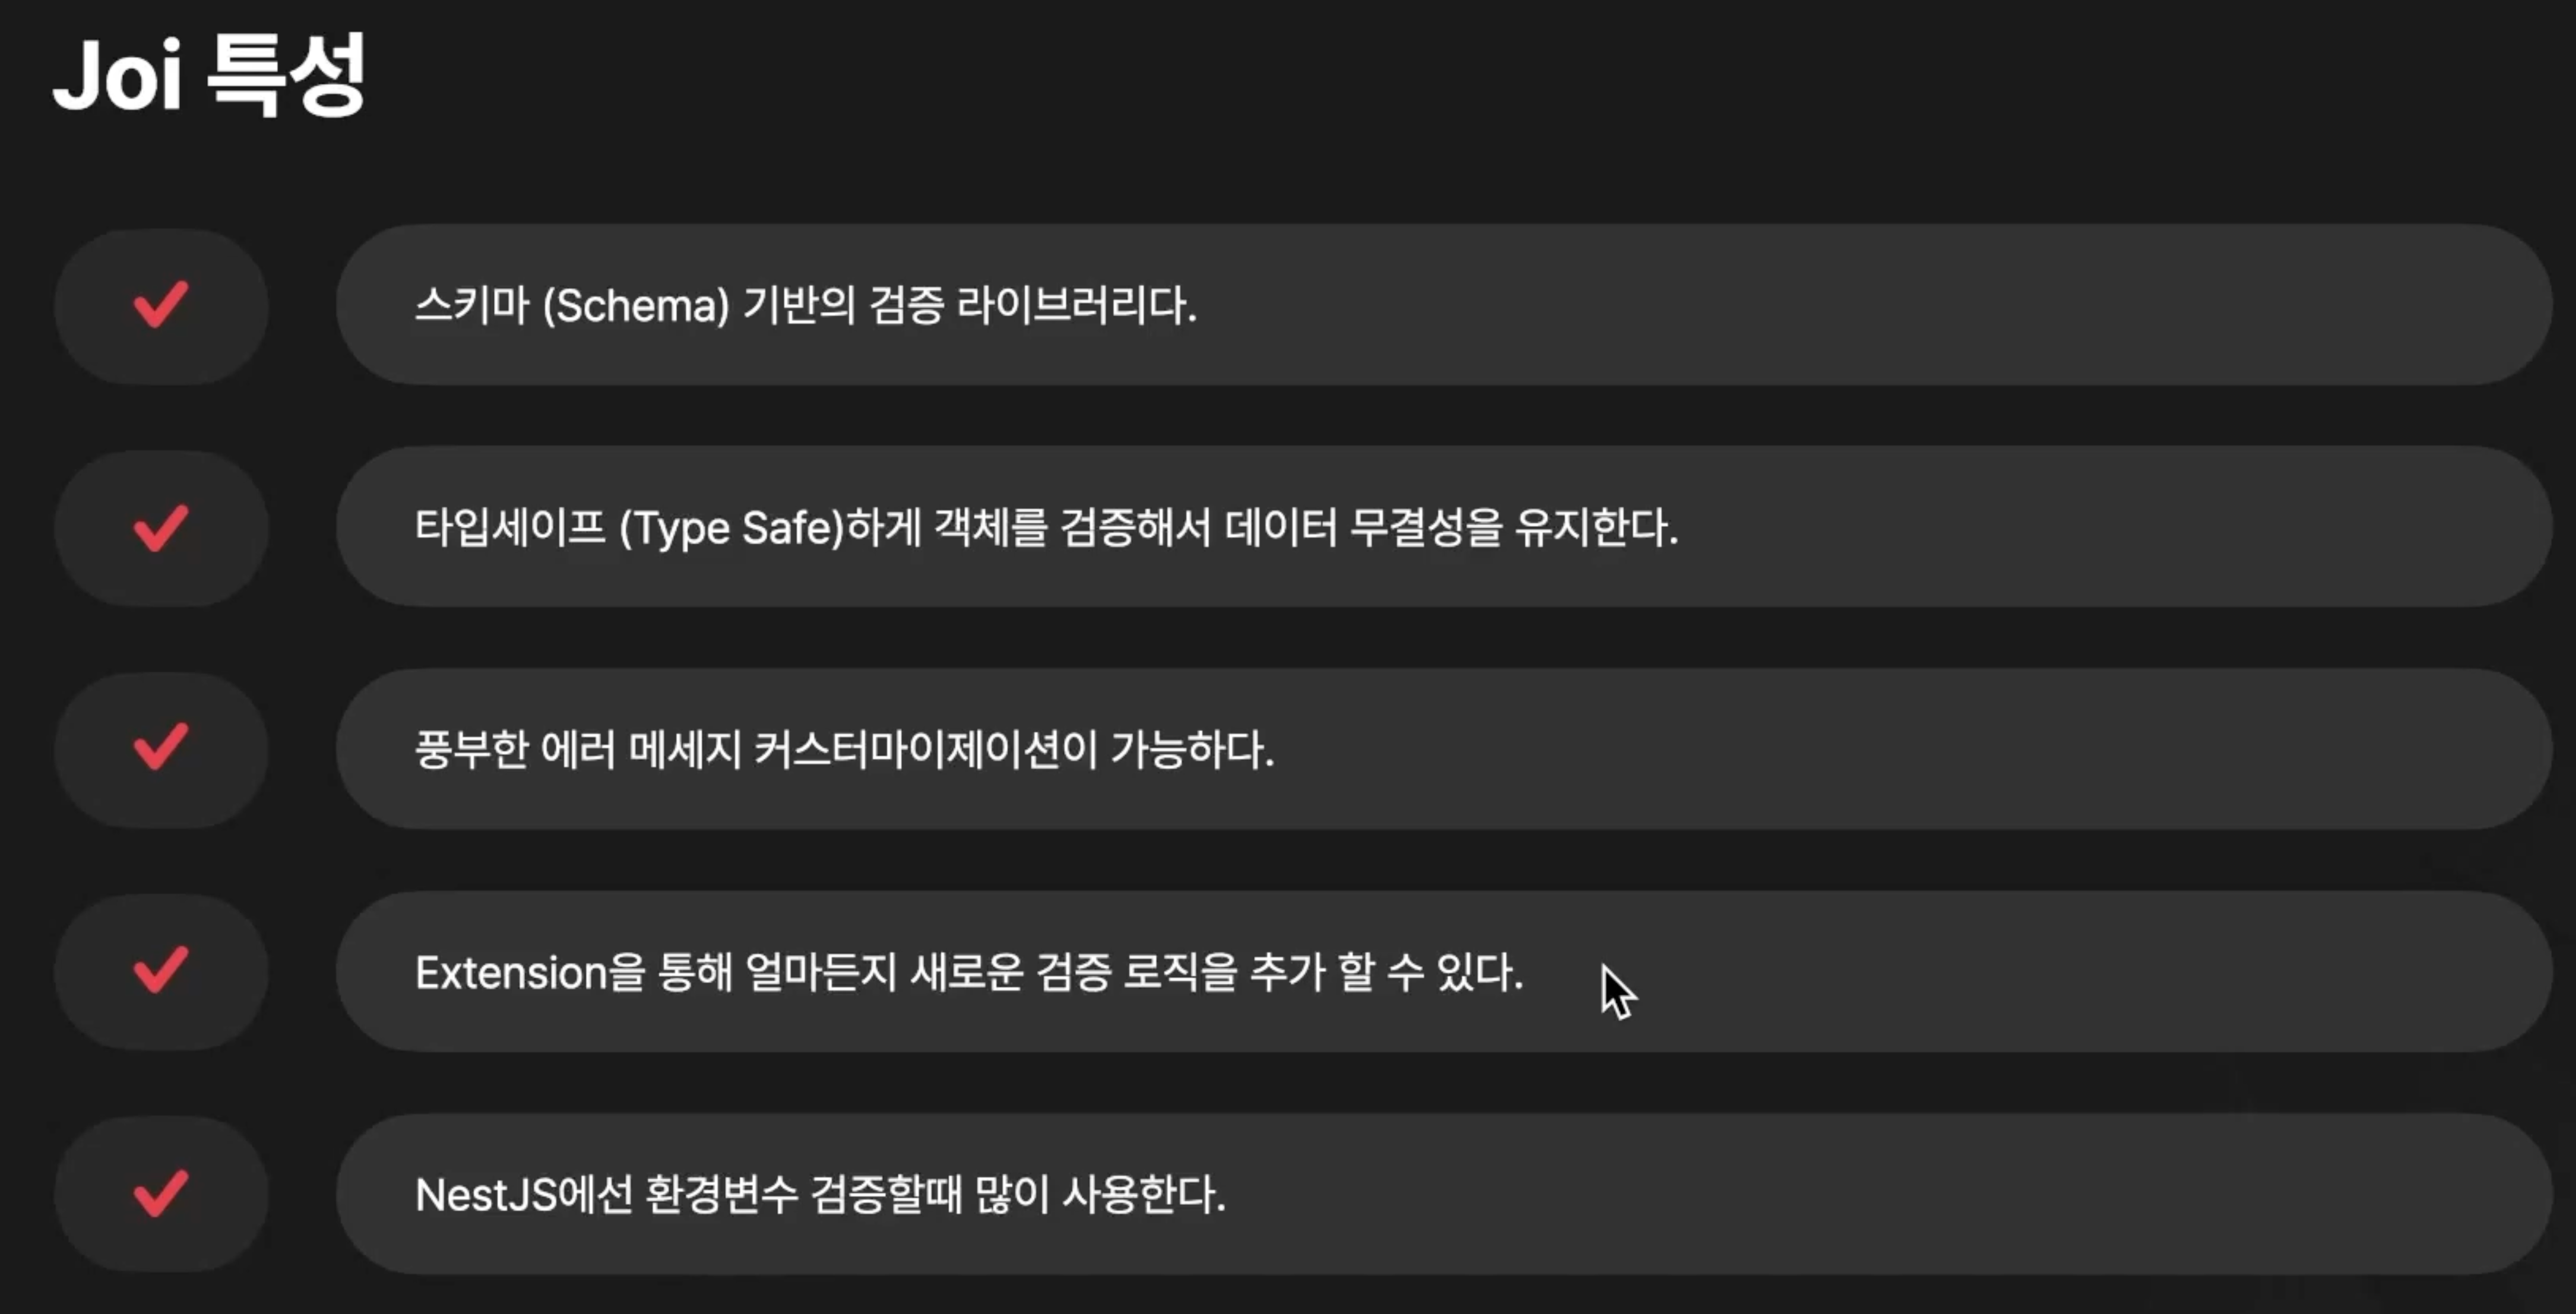 Joi 특성
스키마 (Schema) 기반의 검증 라이브러리다.
타입세이프 (Type Safe)하게 객체를 검증해서 데이터 무결성을 유지한다.
풍부한 에러 메세지 커스터마이제이션이 가능하다.
Extension을 통해 얼마든지 새로운 검증 로직을 추가 할 수 있다.
NestJS에선 환경변수 검증할때 많이 사용한다.